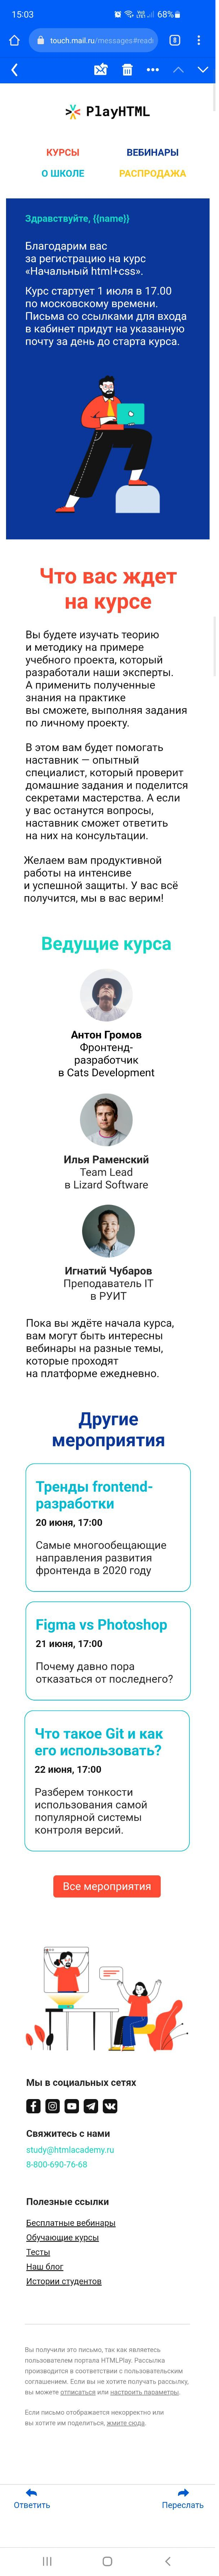 15:03
68%
touch.mail.ru/messages#readi
8
PlayHTML
КУРСЫ
ВЕБИНАРЫ
О ШКОЛЕ
РАСПРОДАЖА
Здравствуйте, {{name}}
Благодарим вас
за регистрацию на курс
«Начальный html+css».
Курс стартует 1 июля в 17.00
по московскому времени.
Письма со ссылками для входа
в кабинет придут на указанную
почту за день до старта курса.
Что вас ждет
на курсе
Вы будете изучать теорию
и методику на примере
учебного проекта, который
разработали наши эксперты.
А применить полученные
знания на практике
вы сможете, выполняя задания
по личному проекту.
В этом вам будет помогать
наставник — опытный
специалист, который проверит
домашние задания и поделится
секретами мастерства. А если
у вас останутся вопросы,
наставник сможет ответить
на них на консультации.
Желаем вам продуктивной
работы на интенсиве
и успешной защиты. У вас всё
получится, мы в вас верим!
Ведущие курса
Антон Громов
Фронтенд-
разработчик
в Cats Development
Илья Раменский
Team Lead
в Lizard Software
Игнатий Чубаров
Преподаватель IT
в РУИТ
Пока вы ждёте начала курса,
вам могут быть интересны
вебинары на разные темы,
которые проходят
на платформе ежедневно.
Другие
мероприятия
Тренды frontend-
разработки
20 июня, 17:00
Самые многообещающие
направления развития
фронтенда в 2020 году
Figma vs Photoshop
21 июня, 17:00
Почему давно пора
отказаться от последнего?
Что такое Git и как
его использовать?
22 июня, 17:00
Разберем тонкости
использования самой
популярной системы
контроля версий.
Все мероприятия
Мы в социальных сетях
Свяжитесь с нами
study@htmlacademy.ru
8-800-690-76-68
Полезные ссылки
Бесплатные вебинары
Обучающие курсы
Тесты
Наш блог
Истории студентов
Вы получили это письмо, так как являетесь
пользователем портала HTMLPlay. Рассылка
производится в соответствии с пользовательским
соглашением. Если вы не хотите получать рассылку,
вы можете отписаться или настроить параметры.
Если письмо отображается некорректно или
вы хотите им поделиться, жмите сюда.
Ответить
Переслать